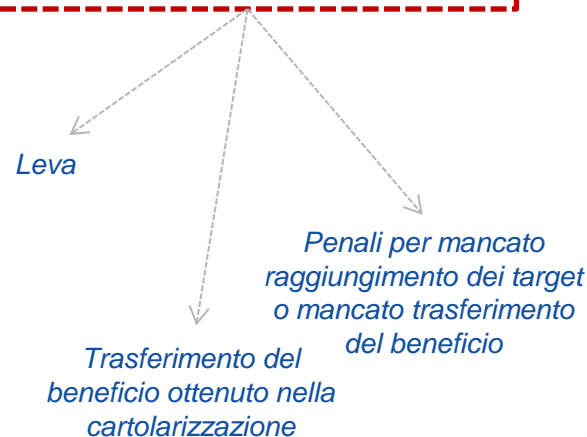 Leva
Penali per mancato
raggiungimento dei target
o mancato trasferimento
del beneficio
Trasferimento del
beneficio ottenuto nella
cartolarizzazione